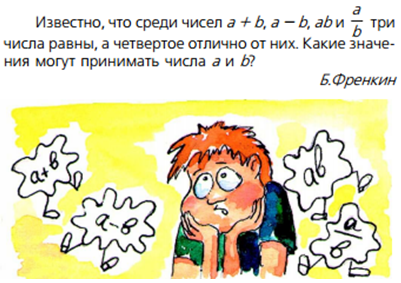 Известно, что среди чисел a + b, a − b, ab и a/b три
числа равны, а четвертое отлично от них. Какие значе-
ния могут принимать числа a и b?
Б.Френкин
a+b
a-b
ab
a/b